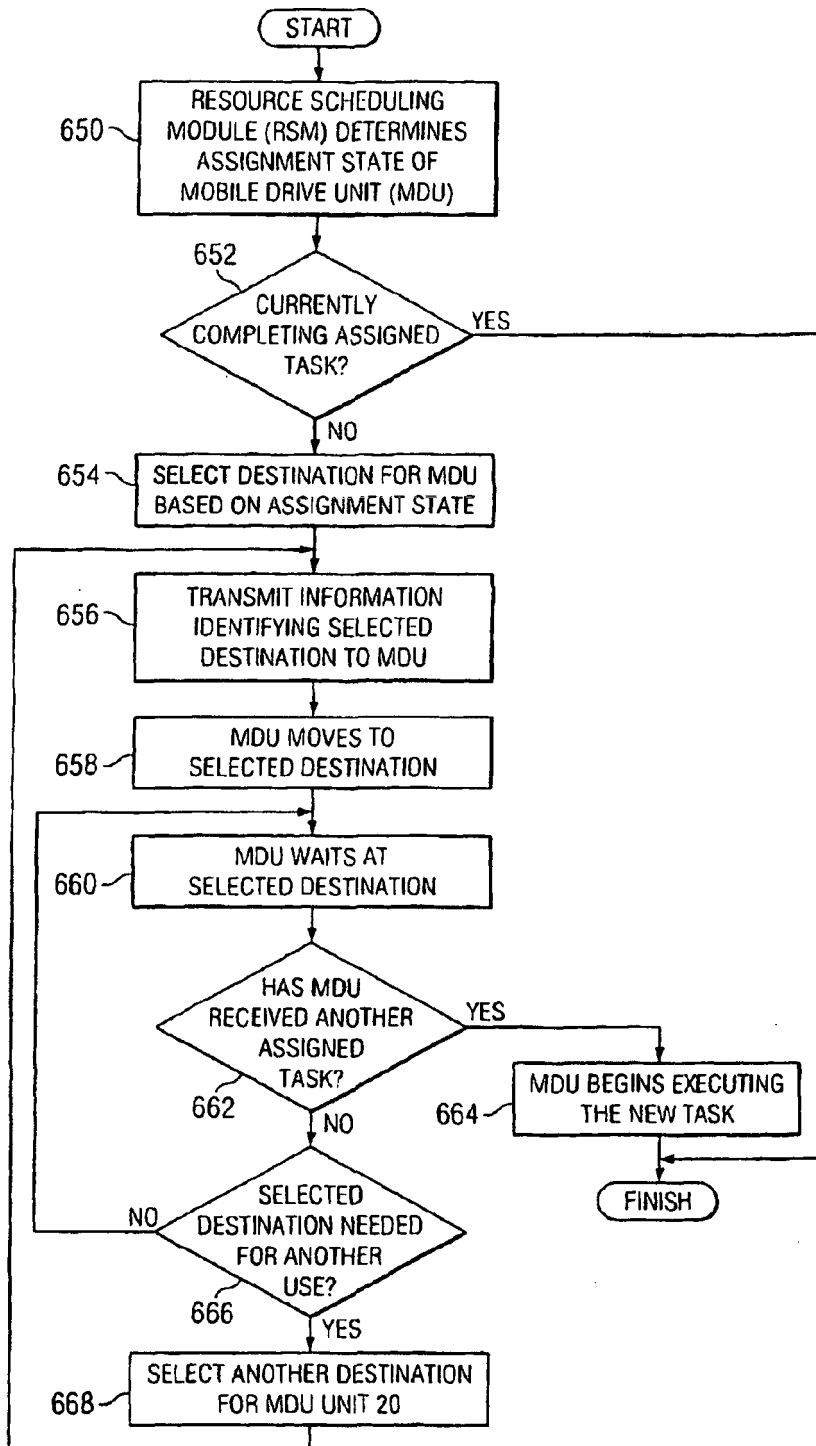 START
650
RESOURCE SCHEDULING
MODULE (RSM) DETERMINES
ASSIGNMENT STATE OF
MOBILE DRIVE UNIT (MDU)
652
CURRENTLY
COMPLETING ASSIGNED
TASK?
YES
NO
654
SELECT DESTINATION FOR MDU
BASED ON ASSIGNMENT STATE
656
TRANSMIT INFORMATION
IDENTIFYING SELECTED
DESTINATION TO MDU
658
MDU MOVES TO
SELECTED DESTINATION
660
MDU WAITS AT
SELECTED DESTINATION
HAS MDU
RECEIVED ANOTHER
ASSIGNED
TASK?
662
YES
664
MDU BEGINS EXECUTING
THE NEW TASK
FINISH
NO
SELECTED
DESTINATION NEEDED
FOR ANOTHER
USE?
666
NO
YES
668
SELECT ANOTHER DESTINATION
FOR MDU UNIT 20